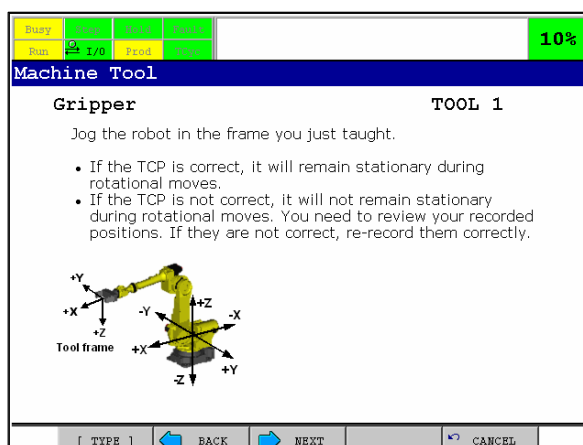 Busy Step Hold Fault
Run I/O Prod TCyc
10%
Machine Tool
Gripper TOOL 1
Jog the robot in the frame you just taught.
• If the TCP is correct, it will remain stationary during
rotational moves.
• If the TCP is not correct, it will not remain stationary
during rotational moves. You need to review your recorded
positions. If they are not correct, re-record them correctly.
+Y
+X
+Z
Tool frame
+Z
-Y
-X
+X
+Y
-Z
[ TYPE ] BACK NEXT CANCEL